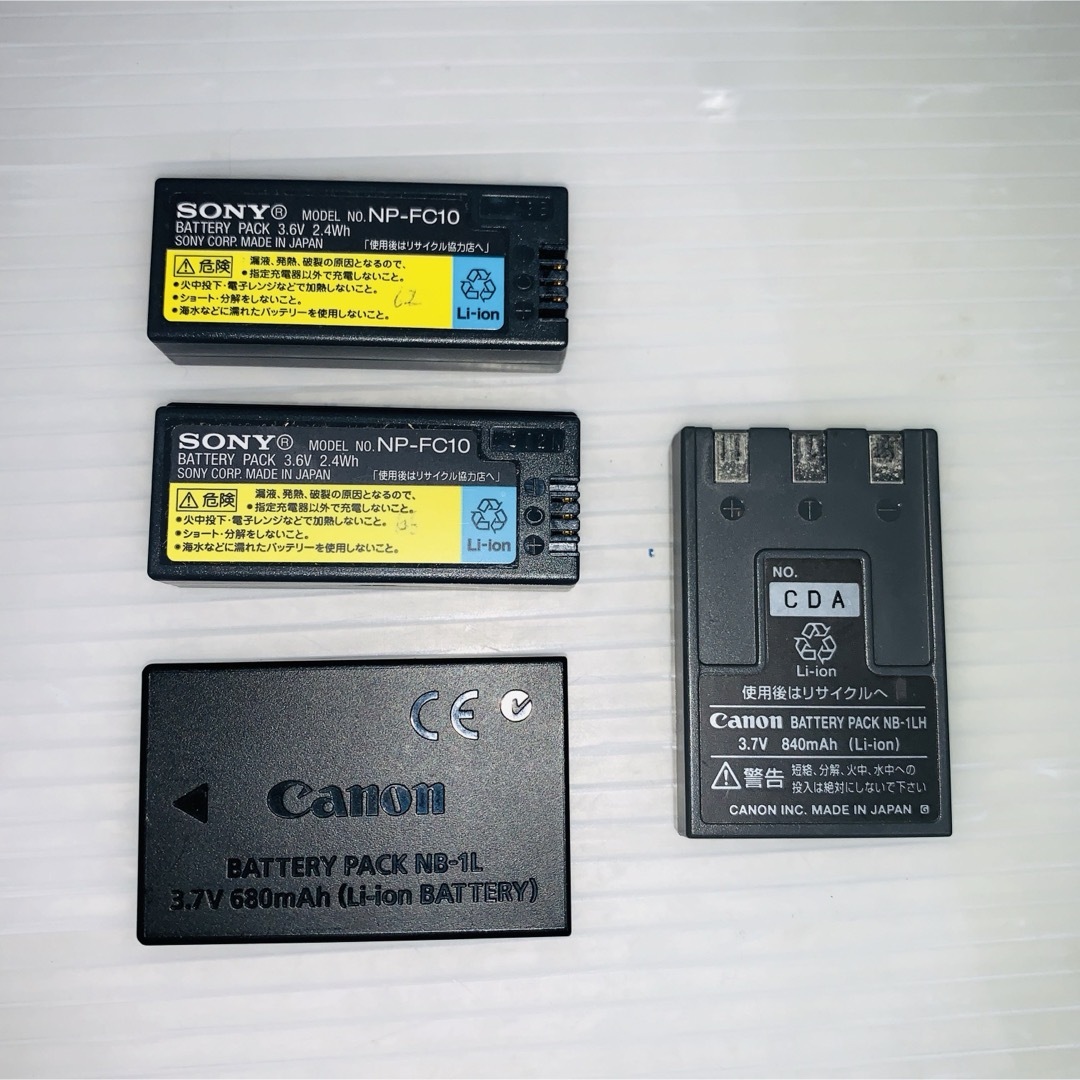 SONY® MODEL NO. NP-FC10
BATTERY PACK 3.6V 2.4Wh
SONY CORP. MADE IN JAPAN 「使用後はリサイクル協力店へ」
危険 漏液、発熱、破裂の原因となるので、
•指定充電器以外で充電しないこと。
•火中投下・電子レンジなどで加熱しないこと。
•ショート・分解をしないこと。
•海水などに濡れたバッテリーを使用しないこと。
Li-ion
SONY® MODEL NO. NP-FC10
BATTERY PACK 3.6V 2.4Wh
SONY CORP. MADE IN JAPAN 「使用後はリサイクル協力店へ」
危険 漏液、発熱、破裂の原因となるので、
•指定充電器以外で充電しないこと。
•火中投下・電子レンジなどで加熱しないこと。
•ショート・分解をしないこと。
•海水などに濡れたバッテリーを使用しないこと。
Li-ion
CE
Canon
BATTERY PACK NB-1L
3.7V 680mAh (Li-ion BATTERY)
+ T −
NO.
CDA
Li-ion
使用後はリサイクルへ
Canon BATTERY PACK NB-1LH
3.7V 840mAh (Li-ion)
警告 短絡、分解、火中、水中への
投入は絶対にしないで下さい
CANON INC. MADE IN JAPAN G